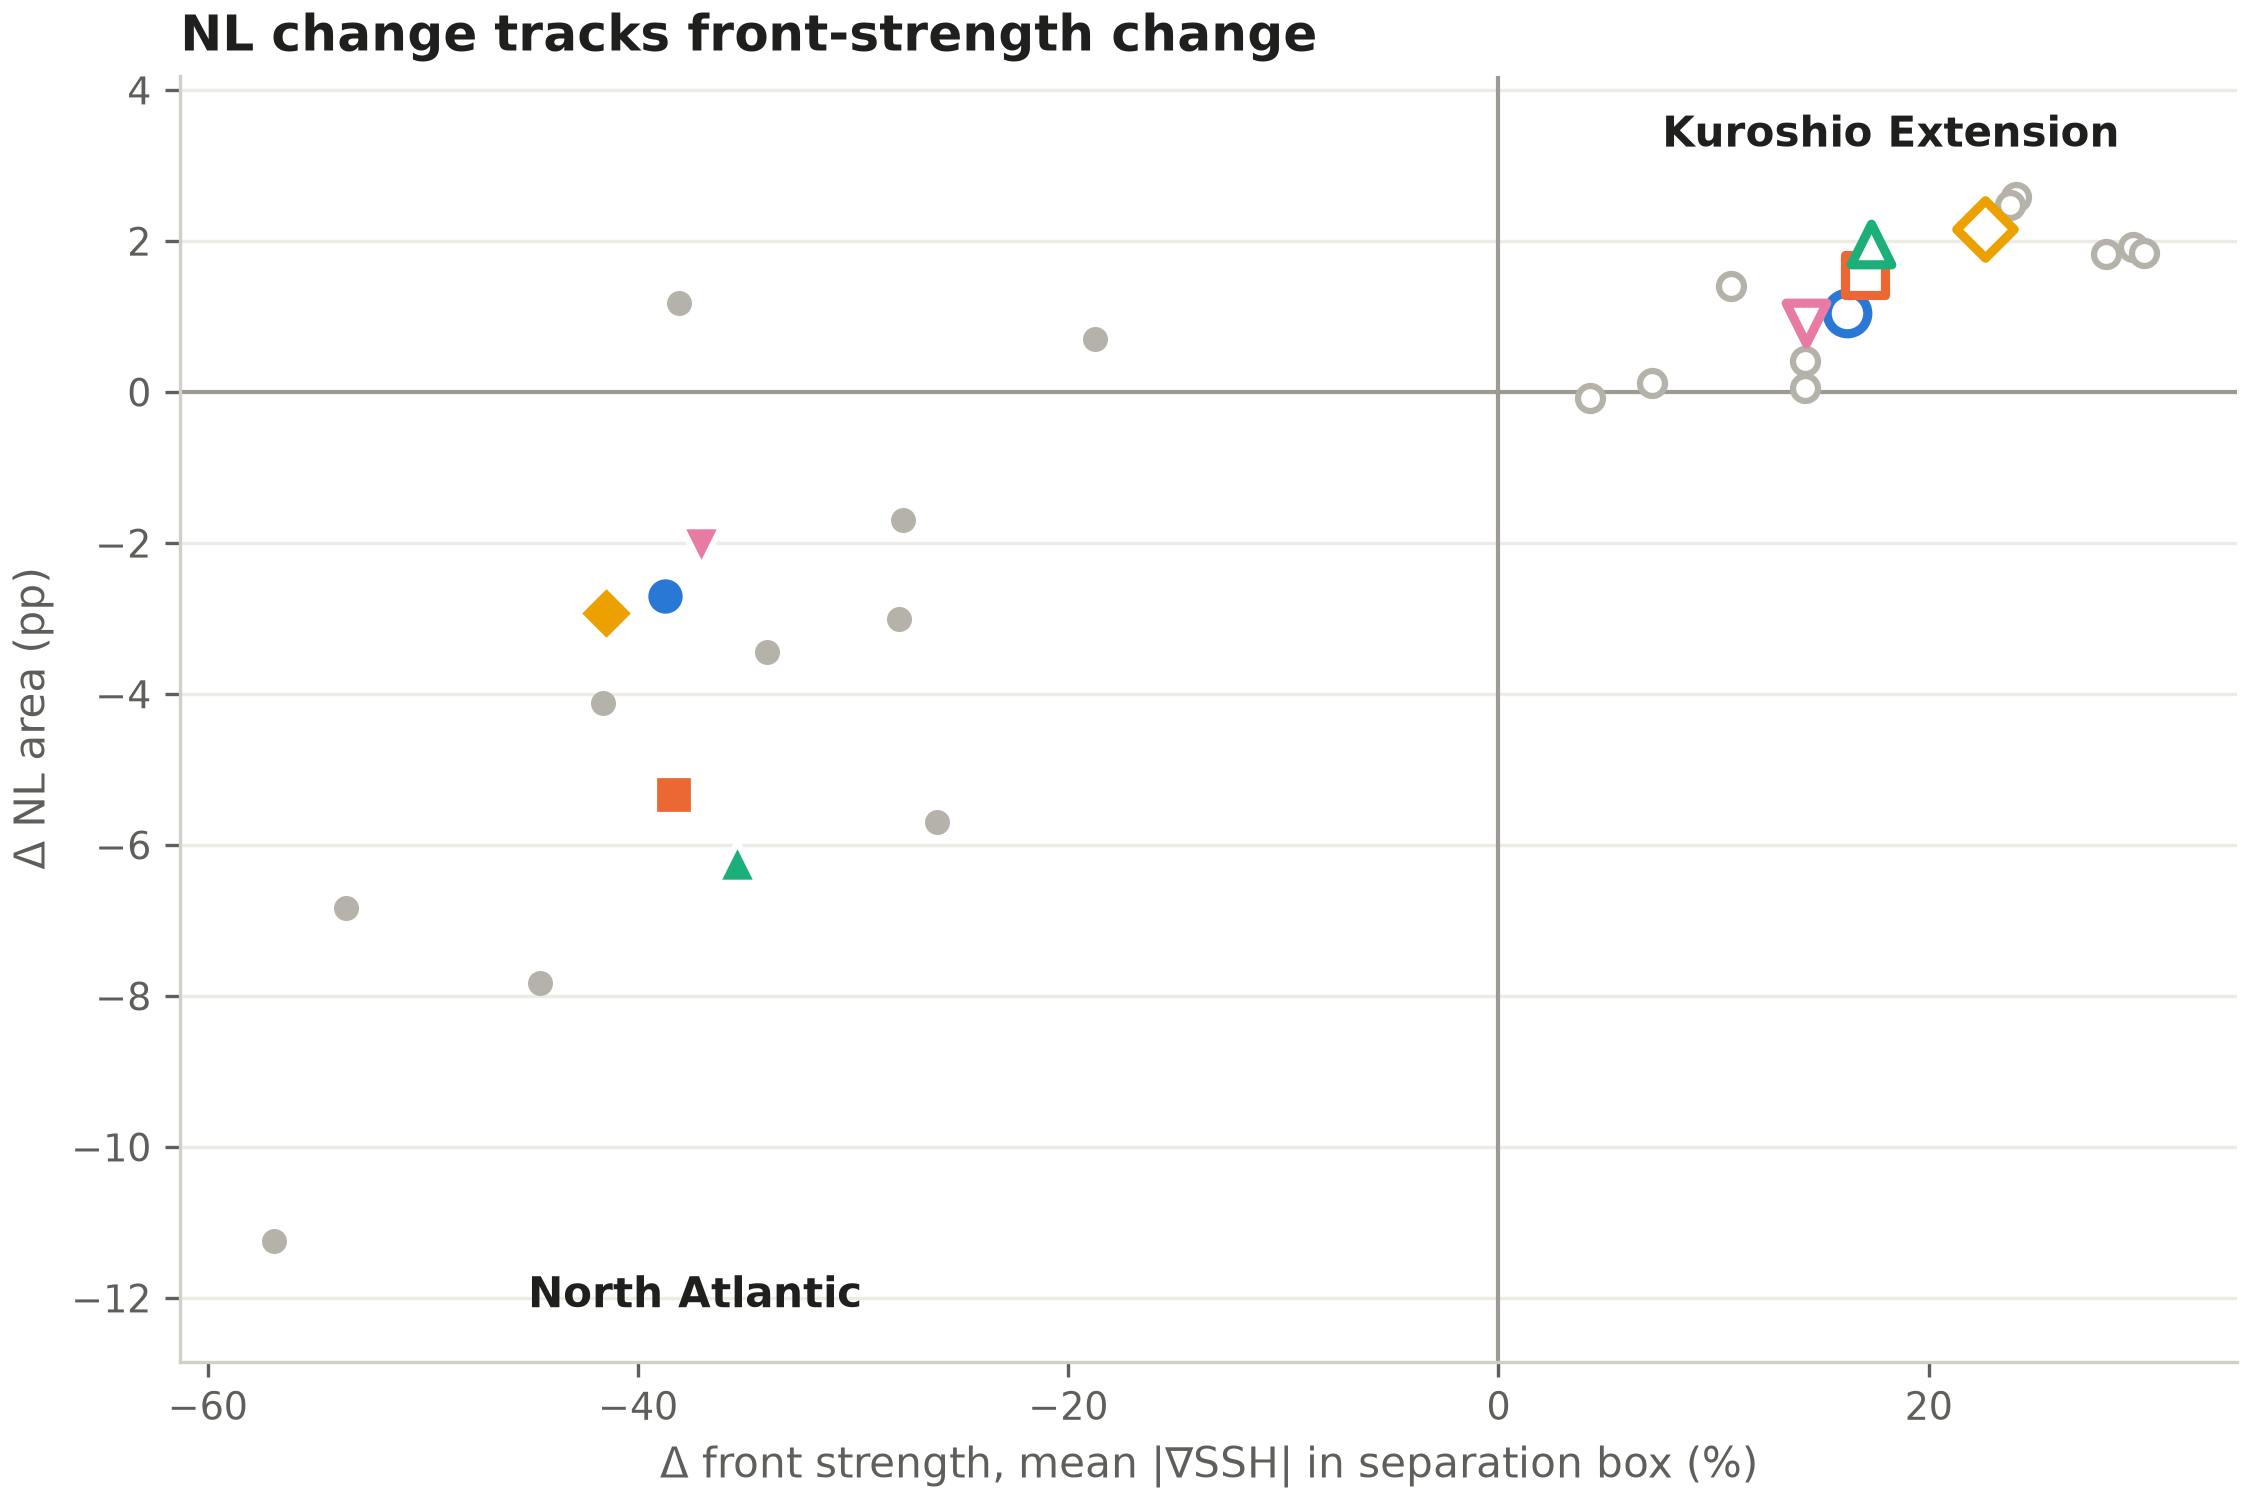 NL change tracks front-strength change
4
Kuroshio Extension
2
0
−2
−4
−6
−8
−10
−12
Δ NL area (pp)
North Atlantic
−60
−40
−20
0
20
Δ front strength, mean |∇SSH| in separation box (%)